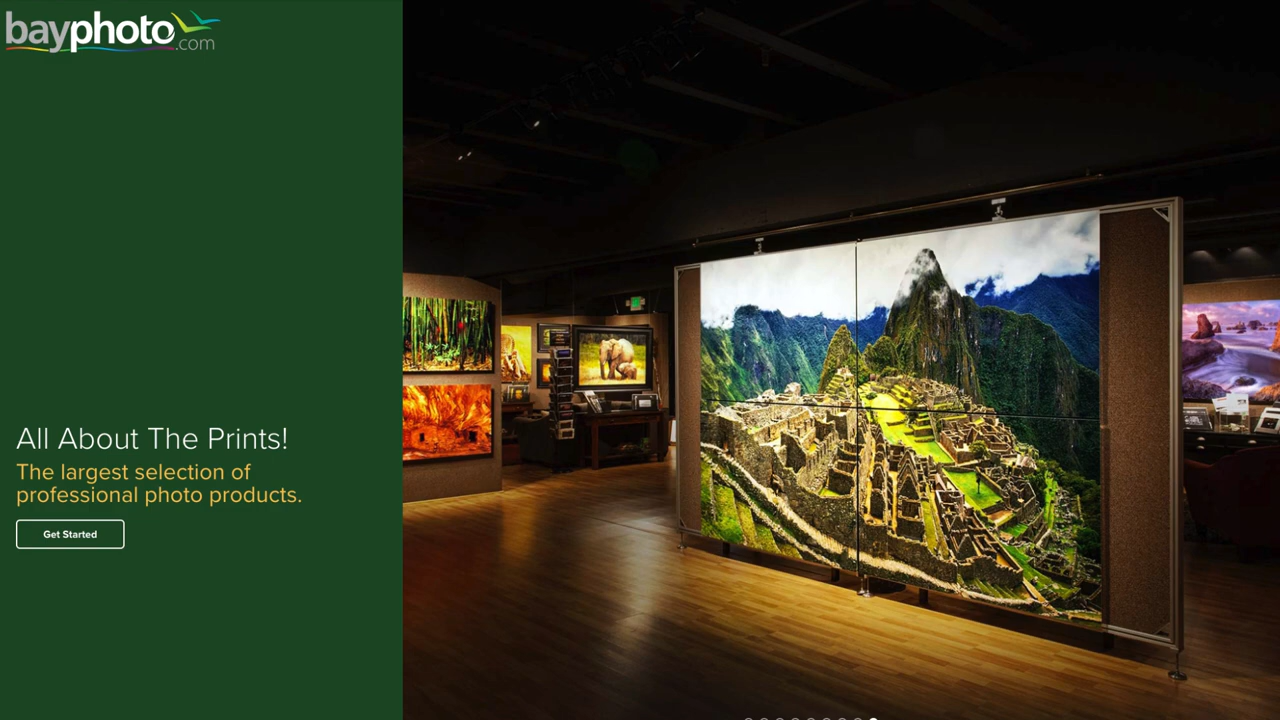 bayphoto.com
All About The Prints!
The largest selection of
professional photo products.
Get Started